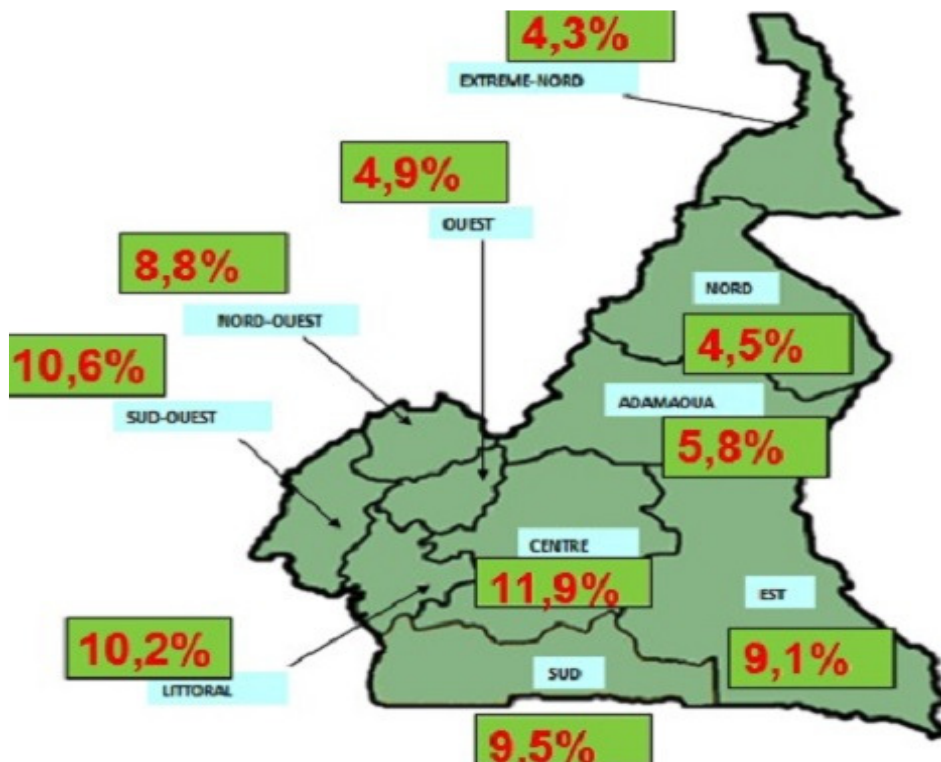 4,3%
EXTREME-NORD
4,9%
OUEST
8,8%
NORD-OUEST
NORD
4,5%
10,6%
SUD-OUEST
ADAMAOUA
5,8%
CENTRE
11,9%
EST
9,1%
10,2%
LITTORAL
SUD
9,5%